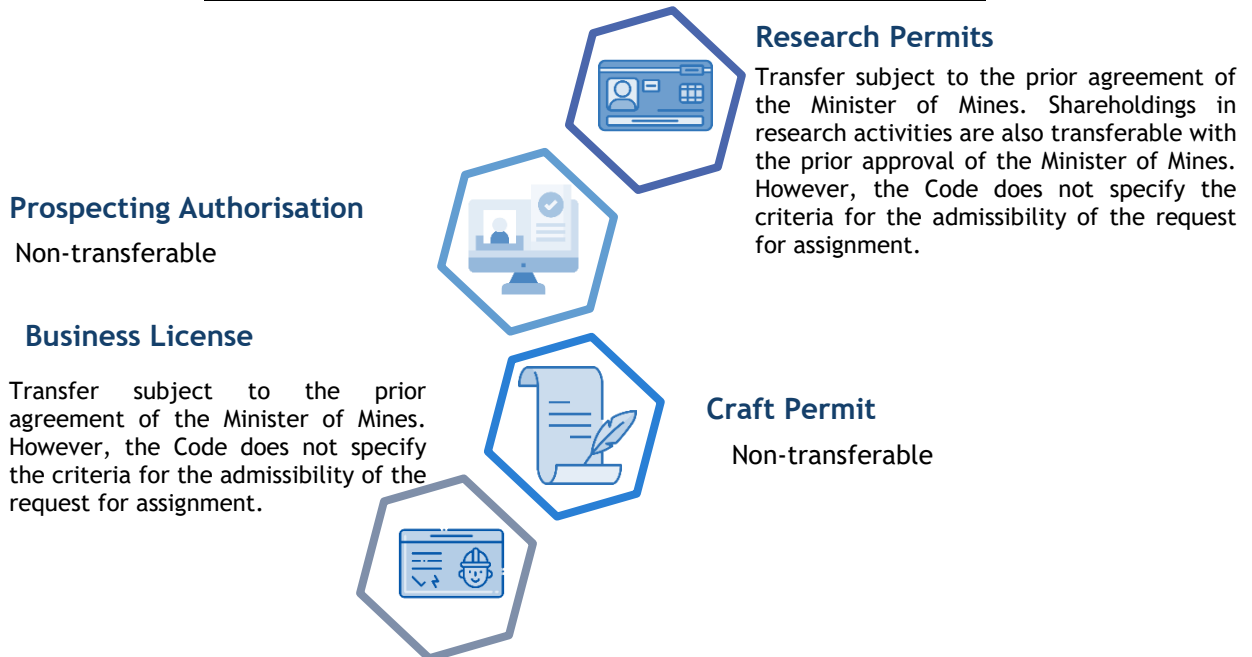 Research Permits
Transfer subject to the prior agreement of
the Minister of Mines. Shareholdings in
research activities are also transferable with
the prior approval of the Minister of Mines.
However, the Code does not specify the
criteria for the admissibility of the request
for assignment.
Prospecting Authorisation
Non-transferable
Business License
Transfer subject to the prior
agreement of the Minister of Mines.
However, the Code does not specify
the criteria for the admissibility of the
request for assignment.
Craft Permit
Non-transferable